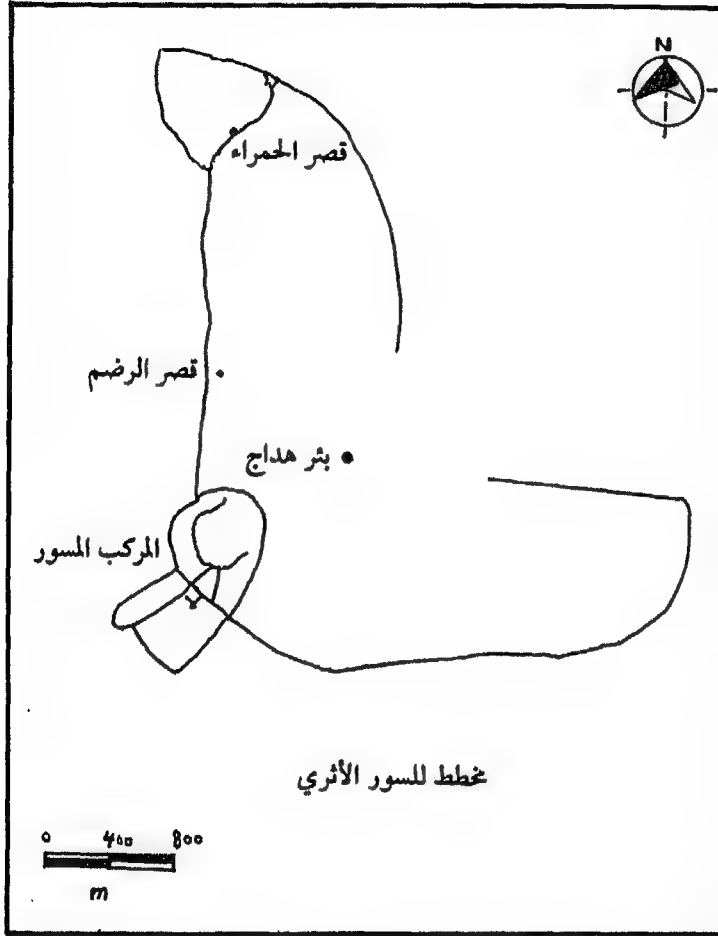 N
قصر الحمراء
قصر الرضم
بئر هداج
المركب المسور
مخطط للسور الأثري
0 400 800
m